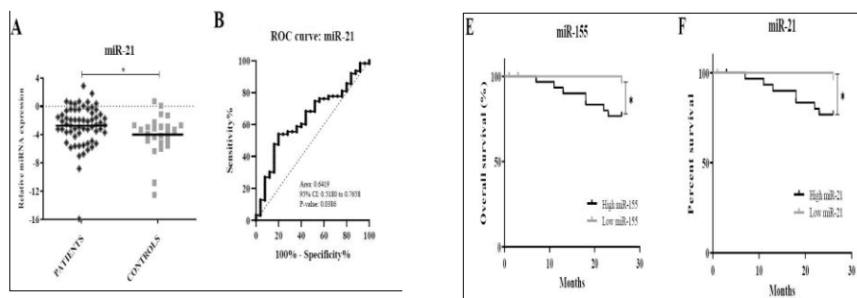 A
miR-21
*
Relative miRNA expression
4
0
-4
-8
-12
-16
PATIENTS
CONTROLS
B
ROC curve: miR-21
Sensitivity%
100
80
60
40
20
0
Area: 0.6419
95% CI: 0.5180 to 0.7658
P-value: 0.0386
0 20 40 60 80 100
100% - Specificity%
E
miR-155
Overall survival (%)
100
50
0
*
High miR-155
Low miR-155
0 10 20 30
Months
F
miR-21
Percent survival
100
50
0
*
High miR-21
Low miR-21
0 10 20 30
Months